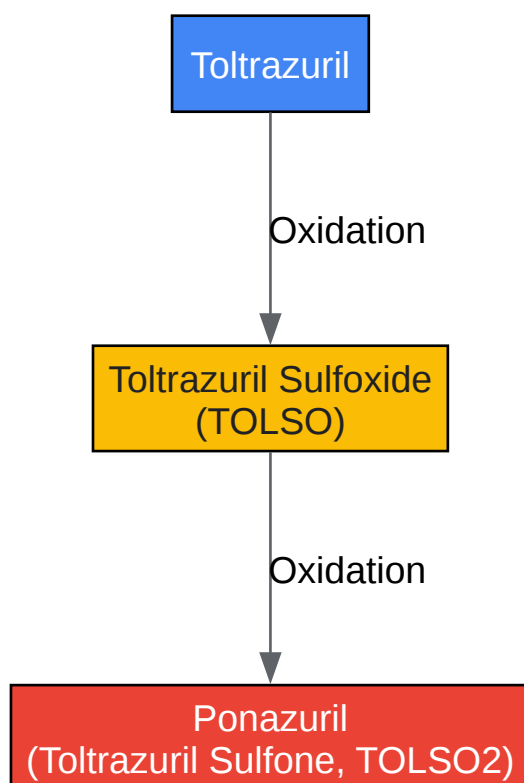 Toltrazuril
Oxidation
Toltrazuril Sulfoxide
(TOLSO)
Oxidation
Ponazuril
(Toltrazuril Sulfone, TOLSO2)